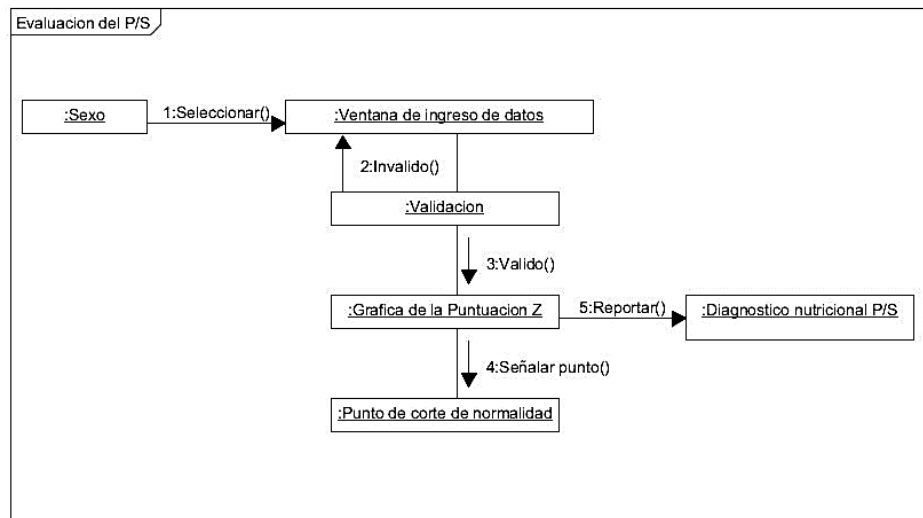 Evaluacion del P/S
:Sexo
1:Seleccionar()
:Ventana de ingreso de datos
2:Invalido()
:Validacion
3:Valido()
:Grafica de la Puntuacion Z
5:Reportar()
:Diagnostico nutricional P/S
4:Señalar punto()
:Punto de corte de normalidad